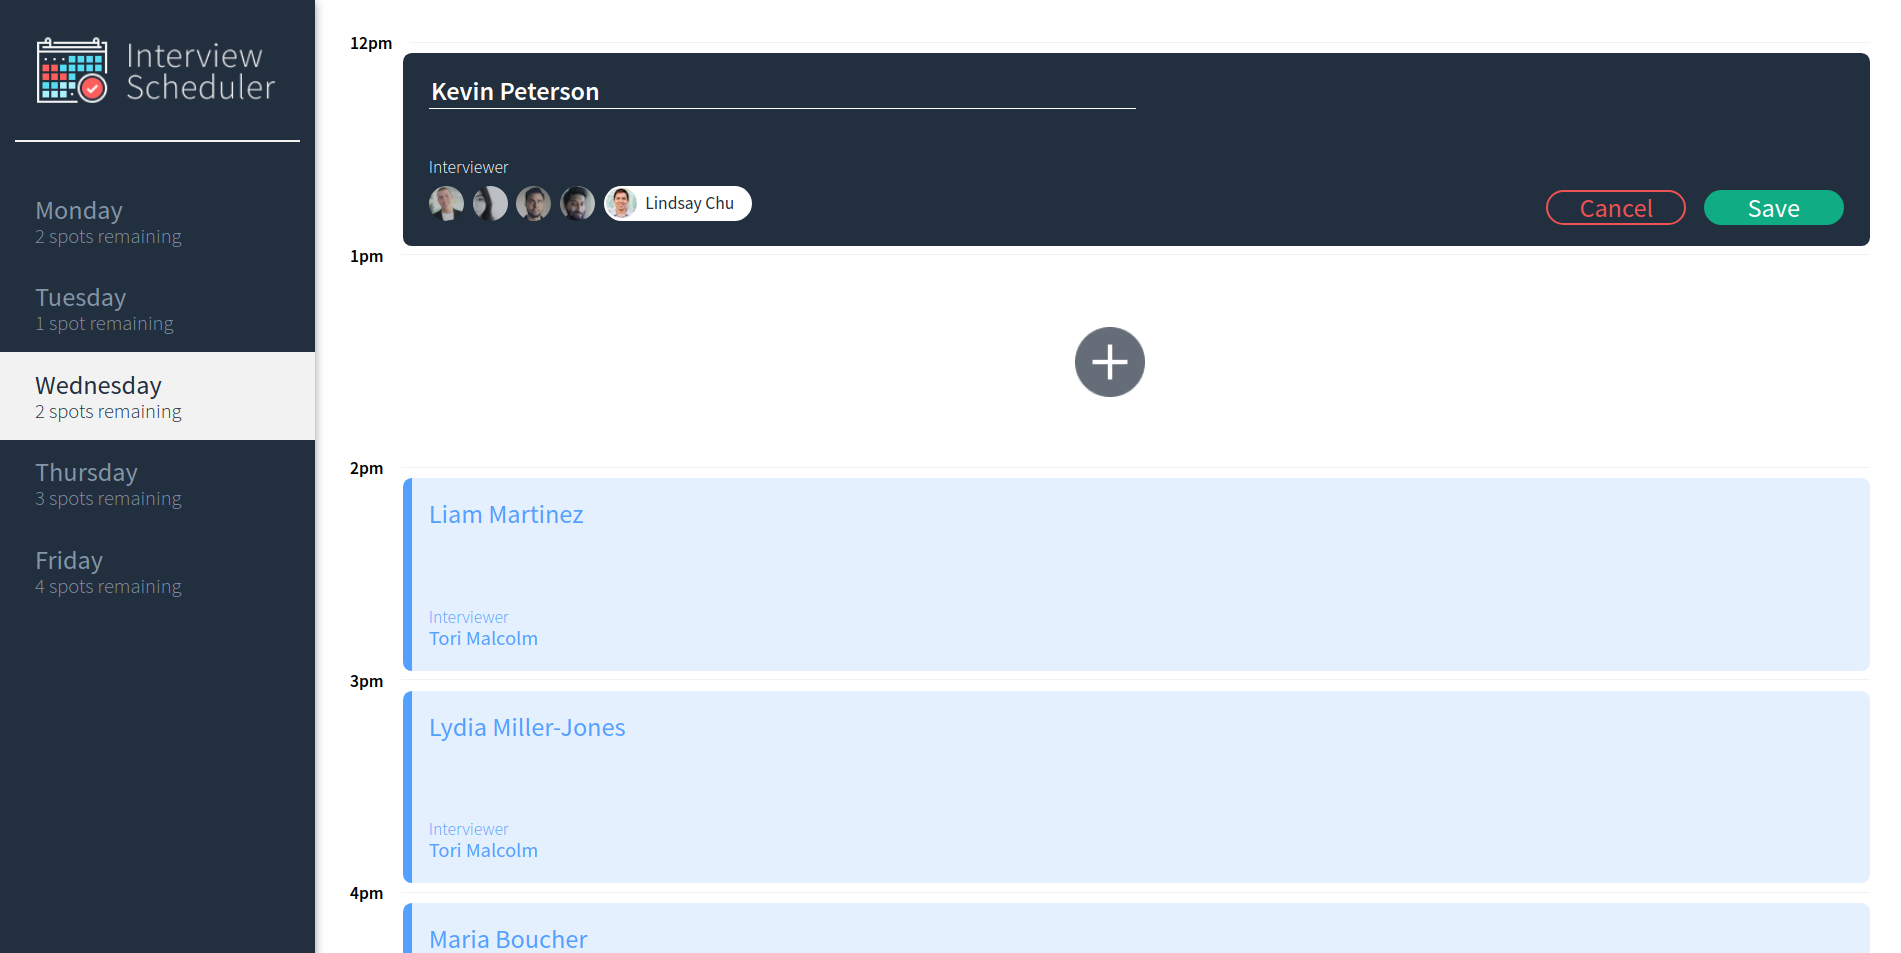 Interview
Scheduler
Monday
2 spots remaining
Tuesday
1 spot remaining
Wednesday
2 spots remaining
Thursday
3 spots remaining
Friday
4 spots remaining
12pm
Kevin Peterson
Interviewer
Lindsay Chu
Cancel
Save
1pm
2pm
Liam Martinez
Interviewer
Tori Malcolm
3pm
Lydia Miller-Jones
Interviewer
Tori Malcolm
4pm
Maria Boucher